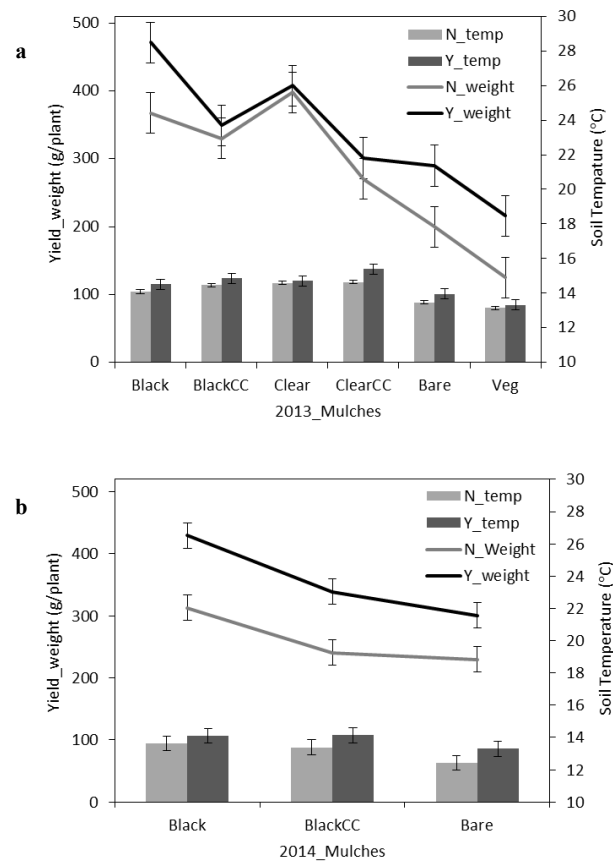 a
500
400
300
200
100
0
Yield_weight (g/plant)
30
28
26
24
22
20
18
16
14
12
10
Soil Tempature (°C)
N_temp
Y_temp
N_weight
Y_weight
Black BlackCC Clear ClearCC Bare Veg
2013_Mulches
b
500
400
300
200
100
0
Yield_weight (g/plant)
30
28
26
24
22
20
18
16
14
12
10
Soil Temperature (°C)
N_temp
Y_temp
N_Weight
Y_weight
Black BlackCC Bare
2014_Mulches